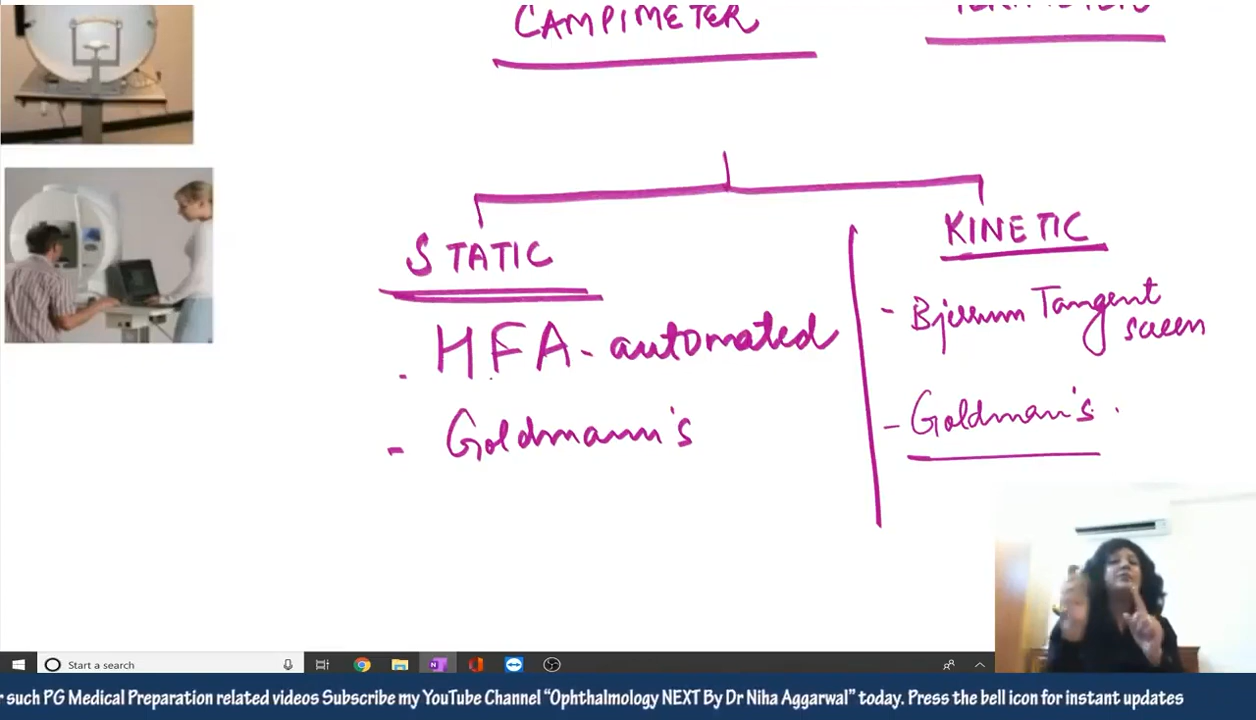 CAMPIMETER
STATIC
HFA - automated
- Goldmann's
KINETIC
- Bjerrum Tangent
screen
- Goldman's
Start a search
r such PG Medical Preparation related videos Subscribe my YouTube Channel “Ophthalmology NEXT By Dr Niha Aggarwal” today. Press the bell icon for instant updates